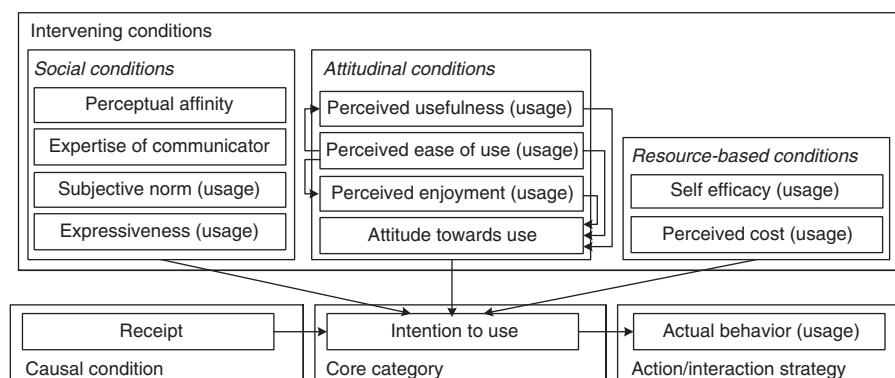 Intervening conditions
Social conditions
Perceptual affinity
Expertise of communicator
Subjective norm (usage)
Expressiveness (usage)
Attitudinal conditions
Perceived usefulness (usage)
Perceived ease of use (usage)
Perceived enjoyment (usage)
Attitude towards use
Resource-based conditions
Self efficacy (usage)
Perceived cost (usage)
Receipt
Causal condition
Intention to use
Core category
Actual behavior (usage)
Action/interaction strategy